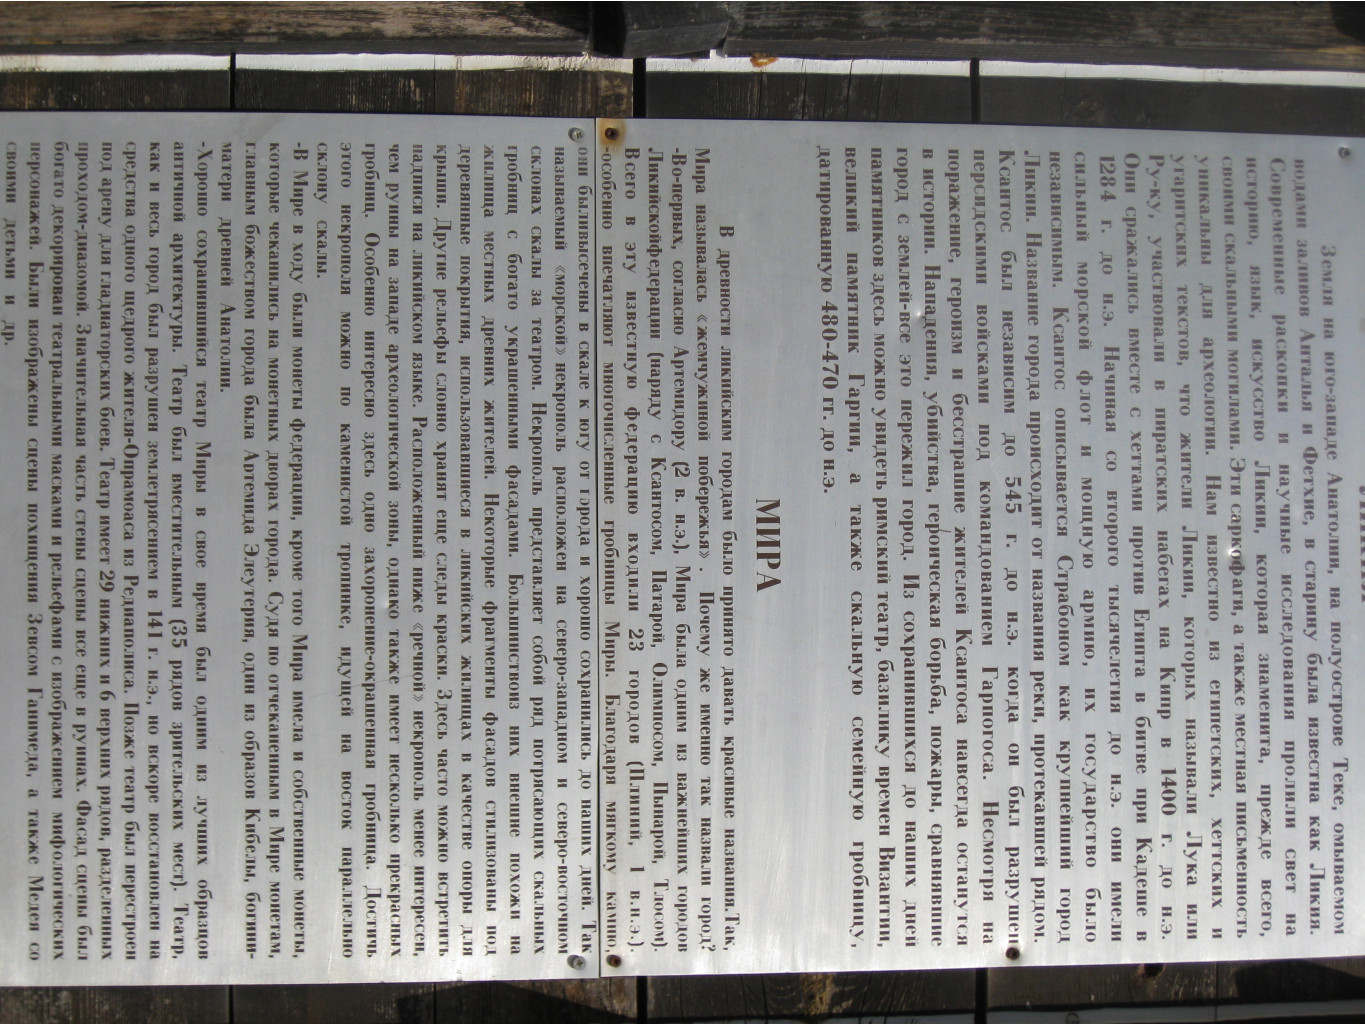 Земля на юго-западе Анатолии, на полуострове Теке, омываемом
водами заливов Анталья и Фетхие, в старину была известна как Ликия.
Современные раскопки и научные исследования пролили свет на
историю, язык, искусство Ликии, которая знаменита, прежде всего,
своими скальными могилами. Эти саркофаги, а также местная письменность
уникальны для археологии. Нам известно из египетских, хеттских и
угаритских текстов, что жители Ликии, которых называли Лука или
Ру-ку, участвовали в пиратских набегах на Кипр в 1400 г. до н.э.
Они сражались вместе с хеттами против Египта в битве при Кадеше в
1284 г. до н.э. Начиная со второго тысячелетия до н.э. они имели
сильный морской флот и мощную армию, их государство было
независимым. Ксантос описывается Страбоном как крупнейший город
Ликии. Название города происходит от названия реки, протекавшей рядом.
Ксантос был независим до 545 г. до н.э. когда он был разрушен
персидскими войсками под командованием Гарпогоса. Несмотря на
поражение, героизм и бесстрашие жителей Ксантоса навсегда останутся
в истории. Нападения, убийства, героическая борьба, пожары, сравнявшие
город с землей-все это пережил город. Из сохранившихся до наших дней
памятников здесь можно увидеть римский театр, базилику времен Византии,
великий памятник Гаргии, а также скальную семейную гробницу,
датированную 480-470 гг. до н.э.
МИРА
В древности ликийским городам было принято давать красивые названия.Так,
Мира называлась «жемчужиной побережья» . Почему же именно так назвали город?
-Во-первых, согласно Артемидору (2 в. н.э.), Мира была одним из важнейших городов
Ликийскойфедерации (наряду с Ксантосом, Патарой, Олимпосом, Пынарой, Тлосом).
Всего в эту известную федерацию входили 23 городов (Плиний, 1 в.н.э.).
-особенно впечатляют многочисленные гробницы Миры. Благодаря мягкому камню,
они быливысечены в скале к югу от города и хорошо сохранились до наших дней. Так
называемый «морской» некрополь расположен на северо-западном и северо-восточном
склонах скалы за театром. Некрополь представляет собой ряд потрясающих скальных
гробниц с богато украшенными фасадами. Большинствоиз них внешне похожи на
жилища местных древних жителей. Некоторые фрагменты фасадов стилизованы под
деревянные покрытия, использовавшиеся в ликийских жилищах в качестве опоры для
крыши. Другие рельефы словно хранят еще следы краски. Здесь часто можно встретить
надписи на ликийском языке. Расположенный ниже «речной» некрополь менее интересен,
чем руины на западе археологической зоны, однако также имеет несколько прекрасных
гробниц. Особенно интересно здесь одно захоронение-окрашенная гробница. Достичь
этого некрополя можно по каменистой тропинке, идущей на восток параллельно
склону скалы.
-В Мире в ходу были монеты федерации, кроме того Мира имела и собственные монеты,
которые чеканились на монетных дворах города. Судя по отчеканенным в Мире монетам,
главным божеством города была Артемида Элеутерия, один из образов Кибелы, богини-
матери древней Анатолии.
-Хорошо сохранившийся театр Миры в свое время был одним из лучших образцов
античной архитектуры. Театр был вместительным (35 рядов зрительских мест). Театр,
как и весь город был разрушен землетрясением в 141 г. н.э., но вскоре восстановлен на
средства одного щедрого жителя-Опрамоаса из Редиаполиса. Позже театр был перестроен
под арену для гладиаторских боев. Театр имеет 29 нижних и 6 верхних рядов, разделенных
проходом-диазомой. Значительная часть стены сцены все еще в руинах. Фасад сцены был
богато декорирован театральными масками и рельефами с изображением мифологических
персонажей. Были изображены сцены похищения Зевсом Ганимеда, а также Медея со
своими детьми и др.